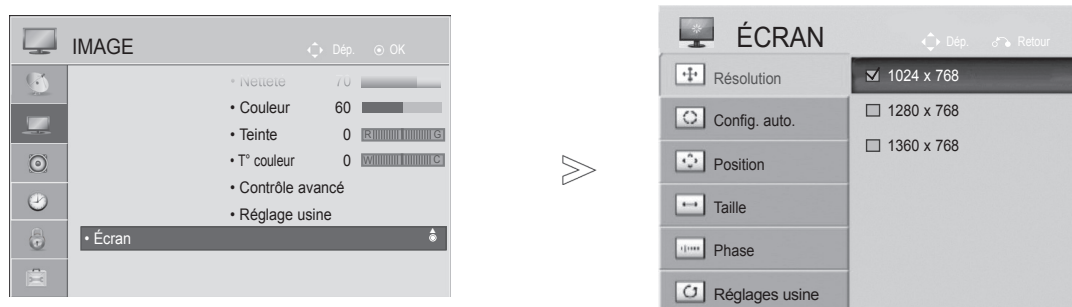 IMAGE
Dép. OK
• Netteté 70
• Couleur 60
• Teinte 0 R G
• T° couleur 0 W C
• Contrôle avancé
• Réglage usine
• Écran
ÉCRAN
Dép. Retour
Résolution
Config. auto.
Position
Taille
Phase
Réglages usine
1024 x 768
1280 x 768
1360 x 768